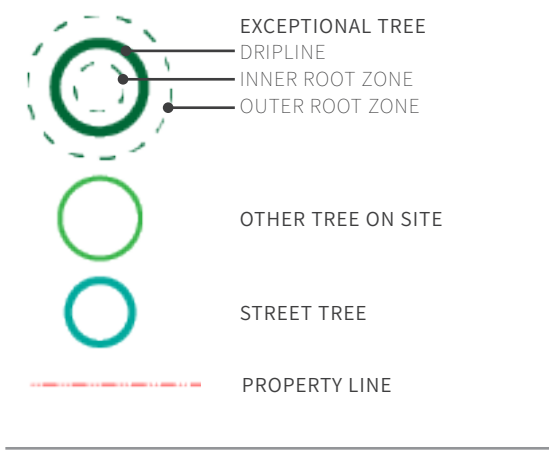 EXCEPTIONAL TREE
DRIPLINE
INNER ROOT ZONE
OUTER ROOT ZONE
OTHER TREE ON SITE
STREET TREE
PROPERTY LINE